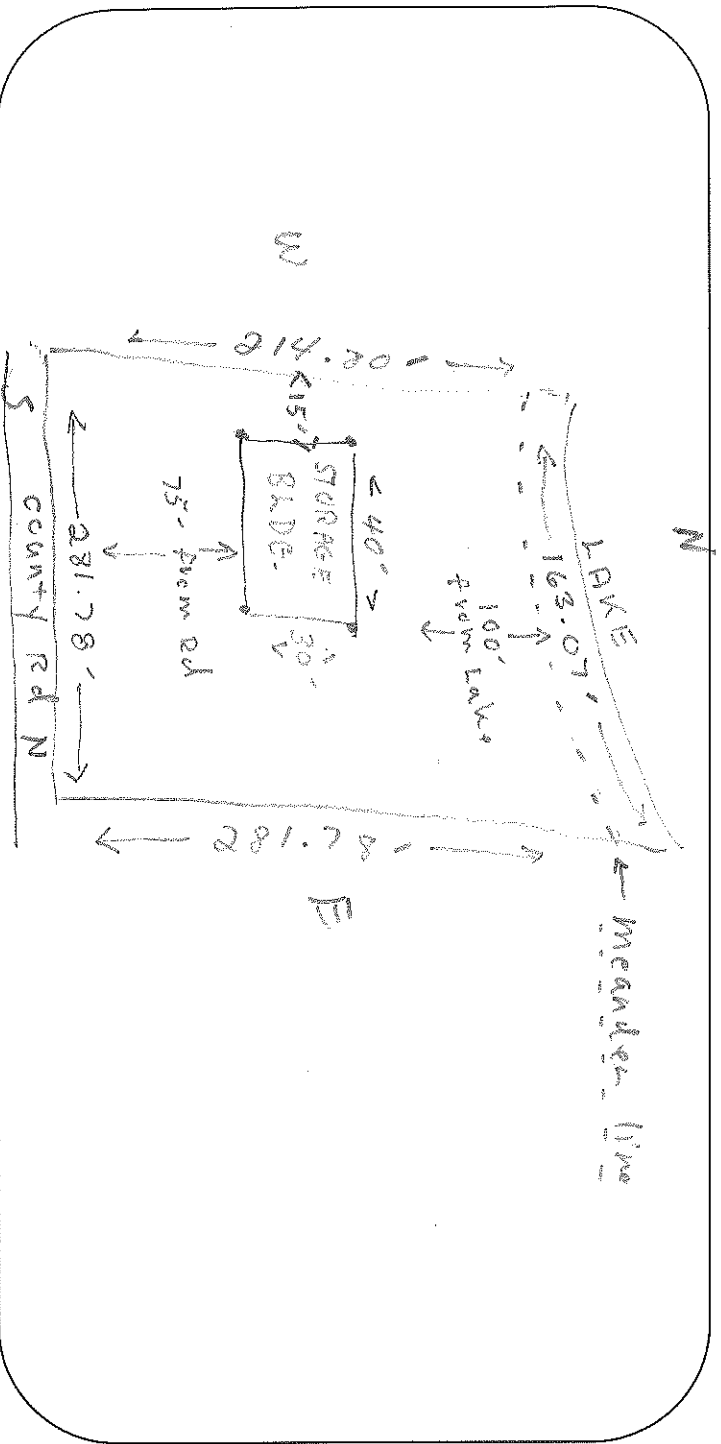 N
LAKE
163.07'
← meander line
100'
from Lake
W
214.20'
<15'>
< 40' >
STORAGE
BLDG.
30'
281.78'
E
75' from rd
281.78'
S county rd N